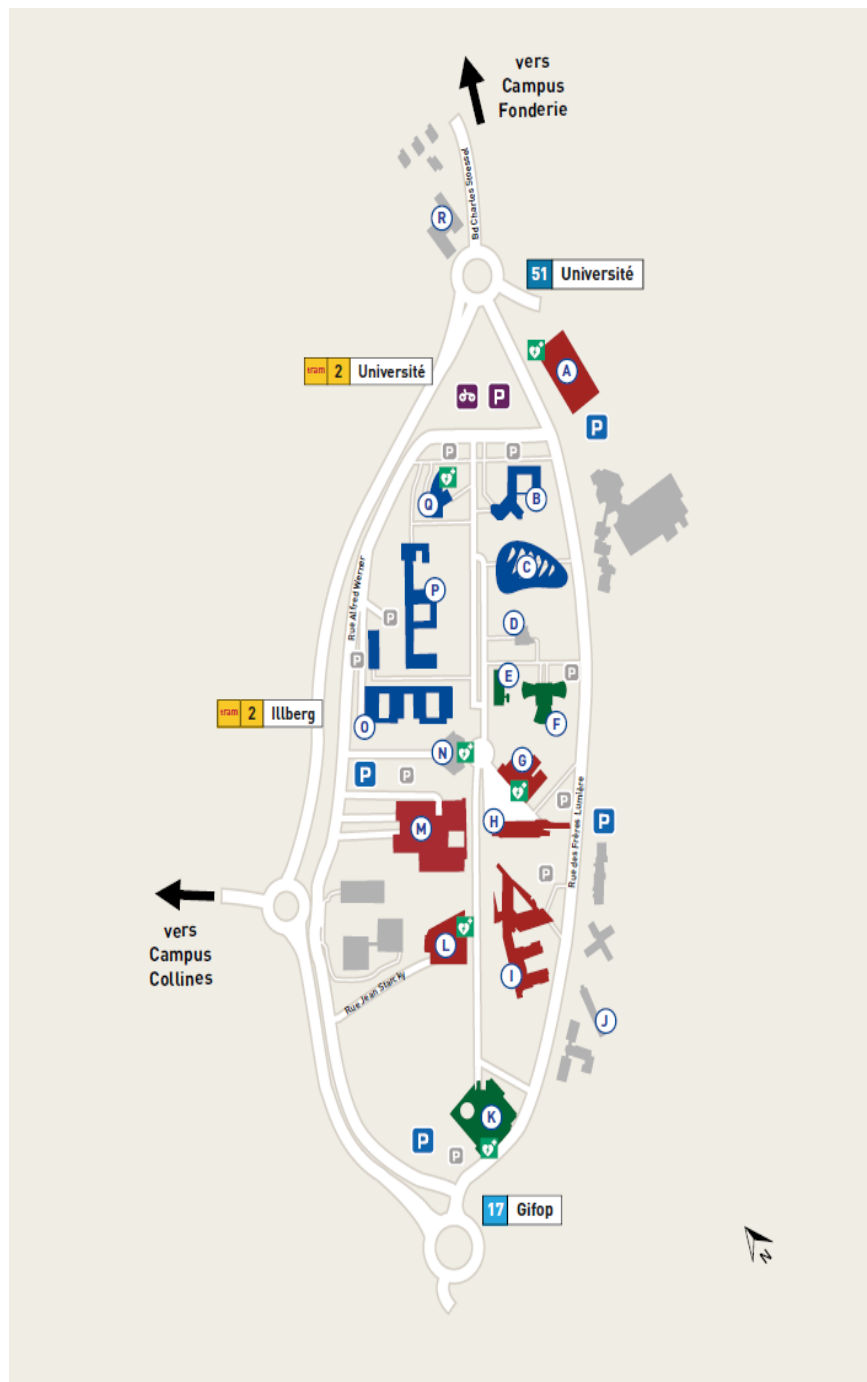 vers
Campus
Fonderie
Bd Charles Stoessel
R
51 Université
tram 2 Université
A
P
P
P
P
Q
B
C
P
Rue Alfred Werner
P
D
P
E
P
F
tram 2 Illberg
O
N
G
P
P
P
H
P
M
Rue des Frères Lumière
P
vers
Campus
Collines
L
I
Rue Jean Starcky
J
K
P
P
17 Gifop
N